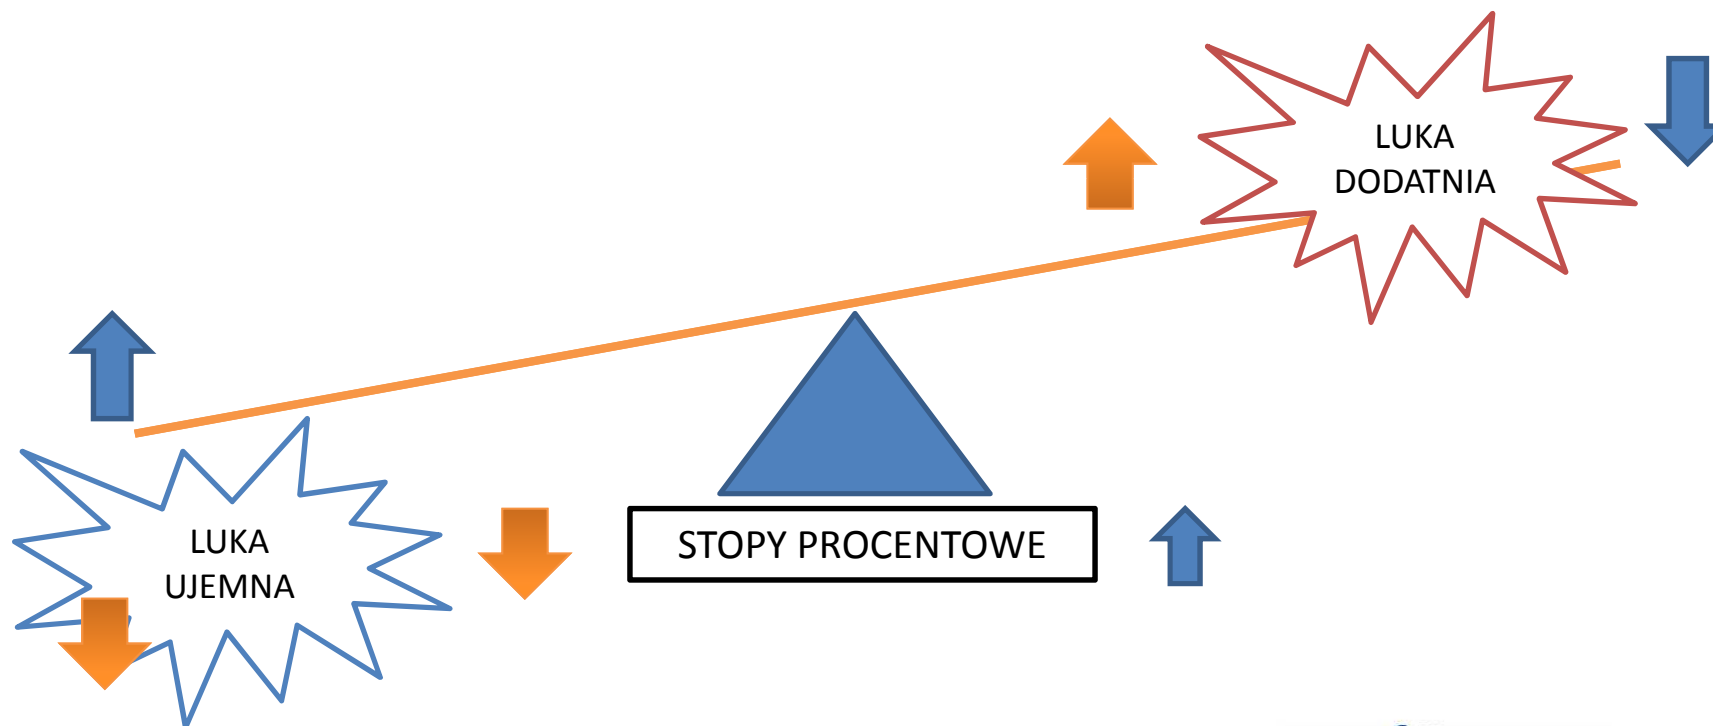 LUKA
DODATNIA
LUKA
UJEMNA
STOPY PROCENTOWE